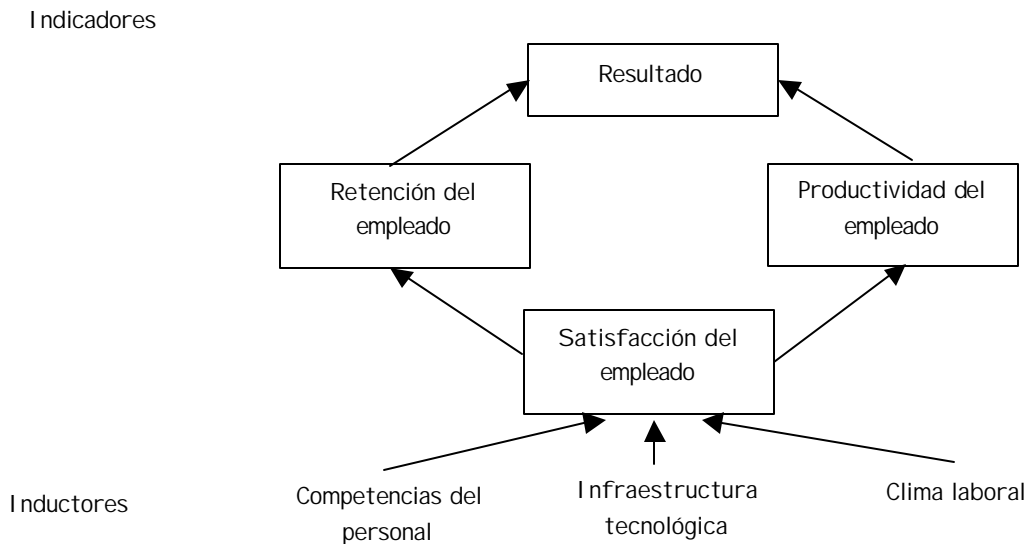 Indicadores
Resultado
Retención del
empleado
Productividad del
empleado
Satisfacción del
empleado
Inductores
Competencias del
personal
Infraestructura
tecnológica
Clima laboral